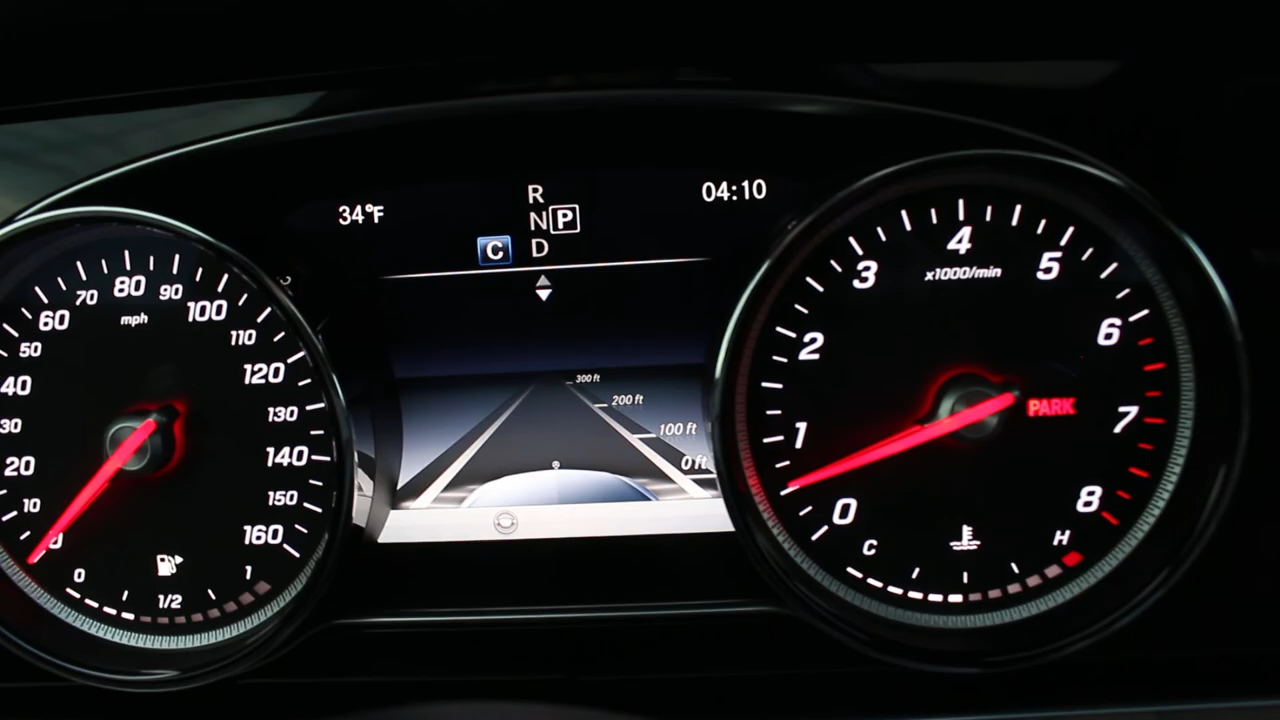 34°F
R
N P
C D
04:10
0
10
20
30
40
50
60
70
80
90
100
110
120
130
140
150
160
mph
0
1/2
1
300 ft
200 ft
100 ft
0 ft
0
1
2
3
4
5
6
7
8
x1000/min
PARK
C
H